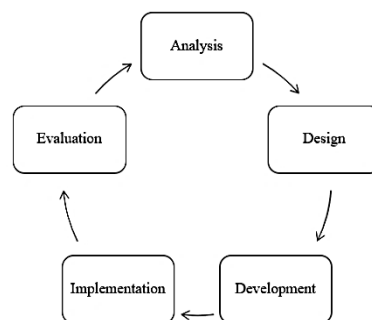 Analysis
Evaluation
Design
Implementation
Development